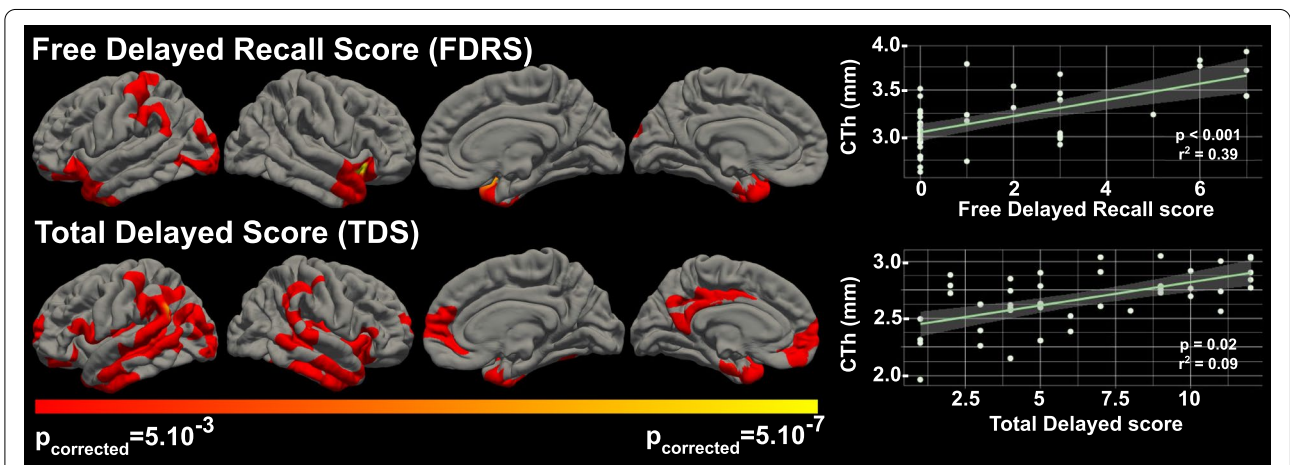 Free Delayed Recall Score (FDRS)
Total Delayed Score (TDS)
p_corrected=5.10^-3
p_corrected=5.10^-7
CTh (mm)
4.0
3.5
3.0
p < 0.001
r² = 0.39
0 2 4 6
Free Delayed Recall score
CTh (mm)
3.0
2.5
2.0
p = 0.02
r² = 0.09
2.5 5 7.5 10
Total Delayed score